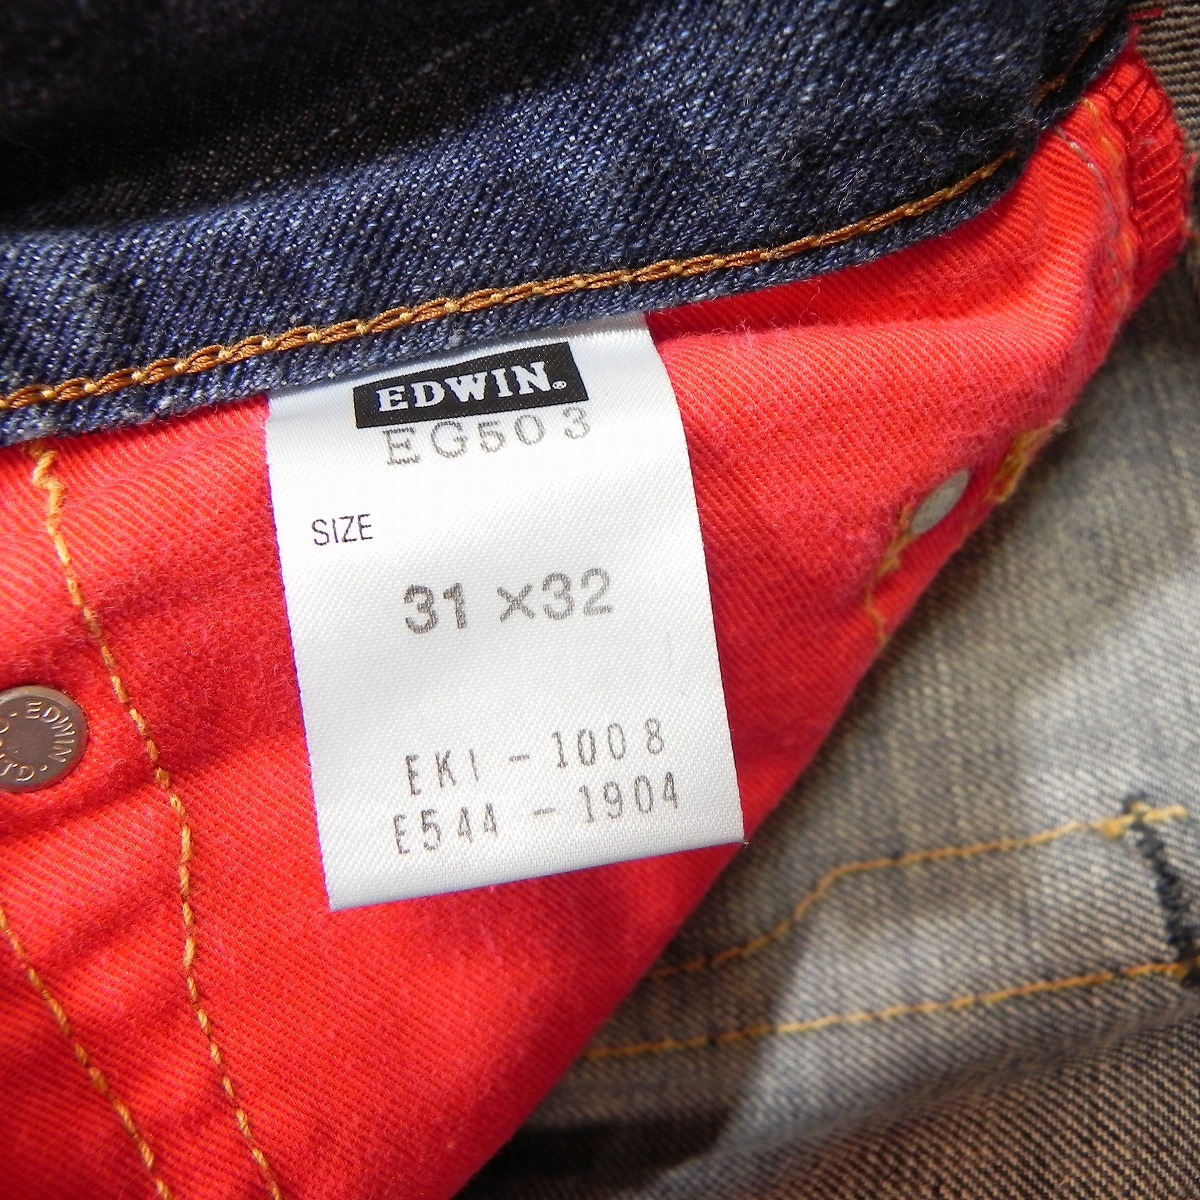 EDWIN®
EG503
SIZE
31 ×32
EKI - 1008
E544 - 1904
EDWIN